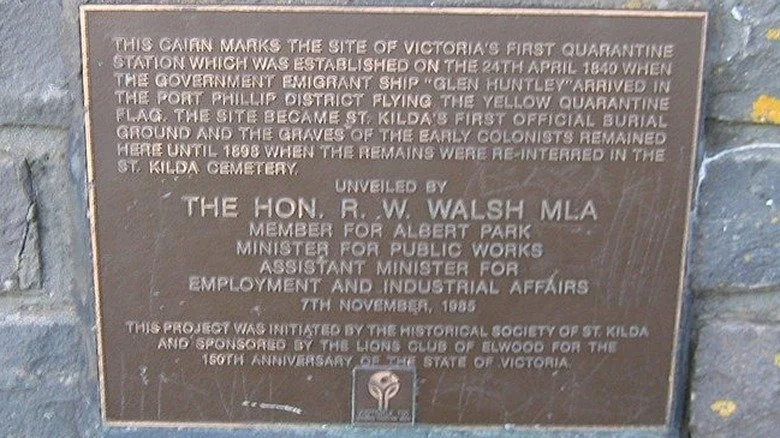 THIS CAIRN MARKS THE SITE OF VICTORIA'S FIRST QUARANTINE
STATION WHICH WAS ESTABLISHED ON THE 24TH APRIL 1840 WHEN
THE GOVERNMENT EMIGRANT SHIP "GLEN HUNTLEY" ARRIVED IN
THE PORT PHILLIP DISTRICT FLYING THE YELLOW QUARANTINE
FLAG. THE SITE BECAME ST. KILDA'S FIRST OFFICIAL BURIAL
GROUND AND THE GRAVES OF THE EARLY COLONISTS REMAINED
HERE UNTIL 1898 WHEN THE REMAINS WERE RE-INTERRED IN THE
ST. KILDA CEMETERY.
UNVEILED BY
THE HON. R. W. WALSH MLA
MEMBER FOR ALBERT PARK
MINISTER FOR PUBLIC WORKS
ASSISTANT MINISTER FOR
EMPLOYMENT AND INDUSTRIAL AFFAIRS
7TH NOVEMBER, 1985
THIS PROJECT WAS INITIATED BY THE HISTORICAL SOCIETY OF ST. KILDA
AND SPONSORED BY THE LIONS CLUB OF ELWOOD FOR THE
150TH ANNIVERSARY OF THE STATE OF VICTORIA.